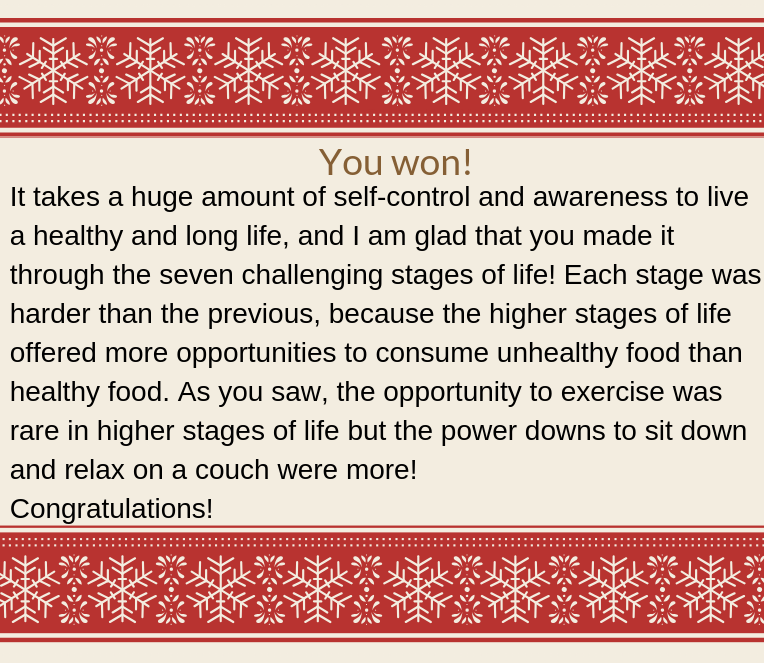 You won!
It takes a huge amount of self-control and awareness to live
a healthy and long life, and I am glad that you made it
through the seven challenging stages of life! Each stage was
harder than the previous, because the higher stages of life
offered more opportunities to consume unhealthy food than
healthy food. As you saw, the opportunity to exercise was
rare in higher stages of life but the power downs to sit down
and relax on a couch were more!
Congratulations!